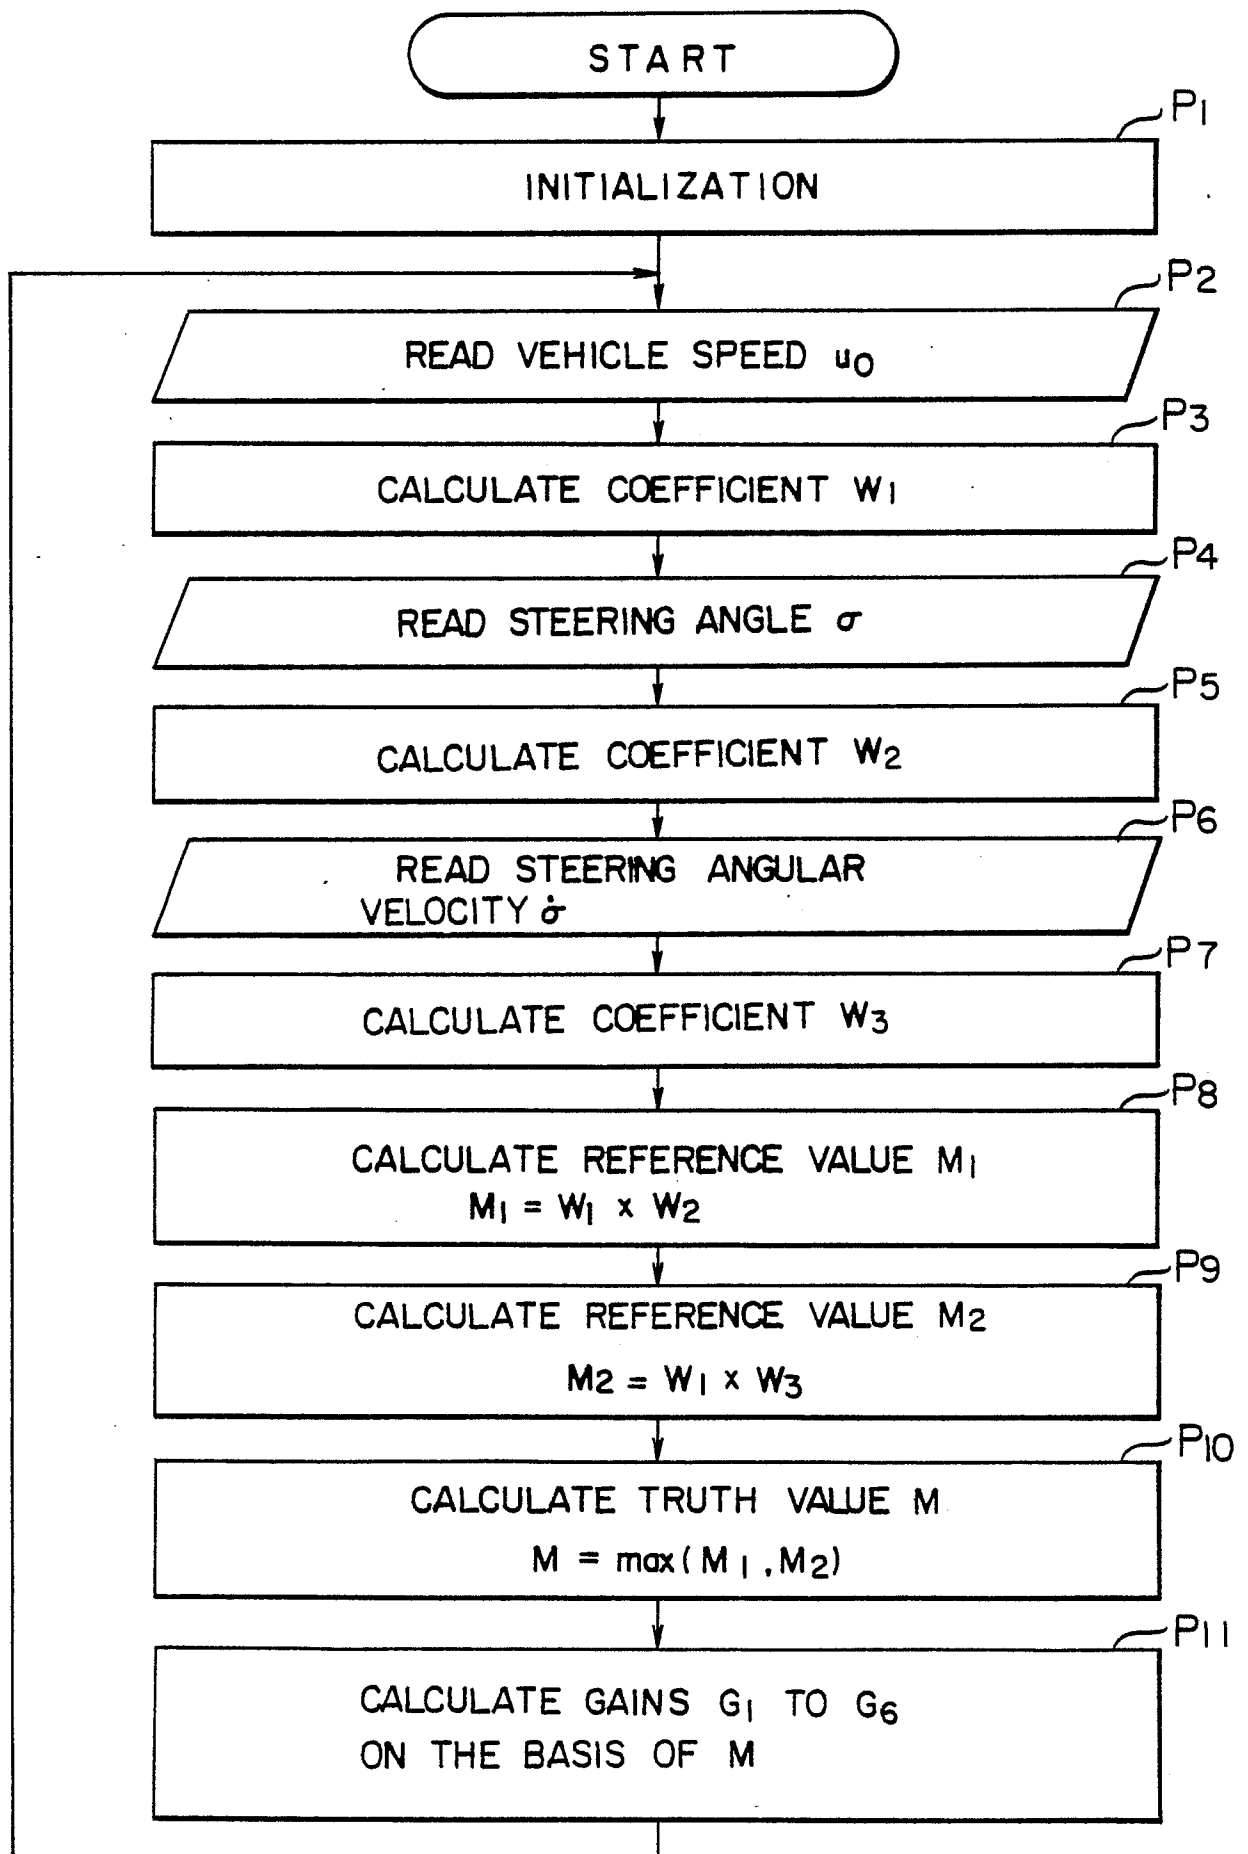 START
P1
INITIALIZATION
P2
READ VEHICLE SPEED u0
P3
CALCULATE COEFFICIENT W1
P4
READ STEERING ANGLE σ
P5
CALCULATE COEFFICIENT W2
P6
READ STEERING ANGULAR
VELOCITY σ̇
P7
CALCULATE COEFFICIENT W3
P8
CALCULATE REFERENCE VALUE M1
M1 = W1 x W2
P9
CALCULATE REFERENCE VALUE M2
M2 = W1 x W3
P10
CALCULATE TRUTH VALUE M
M = max(M1, M2)
P11
CALCULATE GAINS G1 TO G6
ON THE BASIS OF M